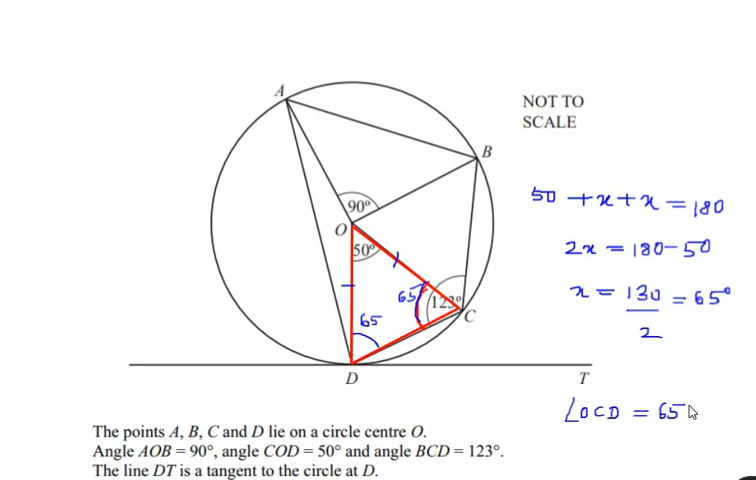 A
NOT TO
SCALE
B
50 + x + x = 180
90°
O
50°
2x = 180 - 50
65
123°
x = 130/2 = 65°
C
65
D
T
∠OCD = 65
The points A, B, C and D lie on a circle centre O.
Angle AOB = 90°, angle COD = 50° and angle BCD = 123°.
The line DT is a tangent to the circle at D.